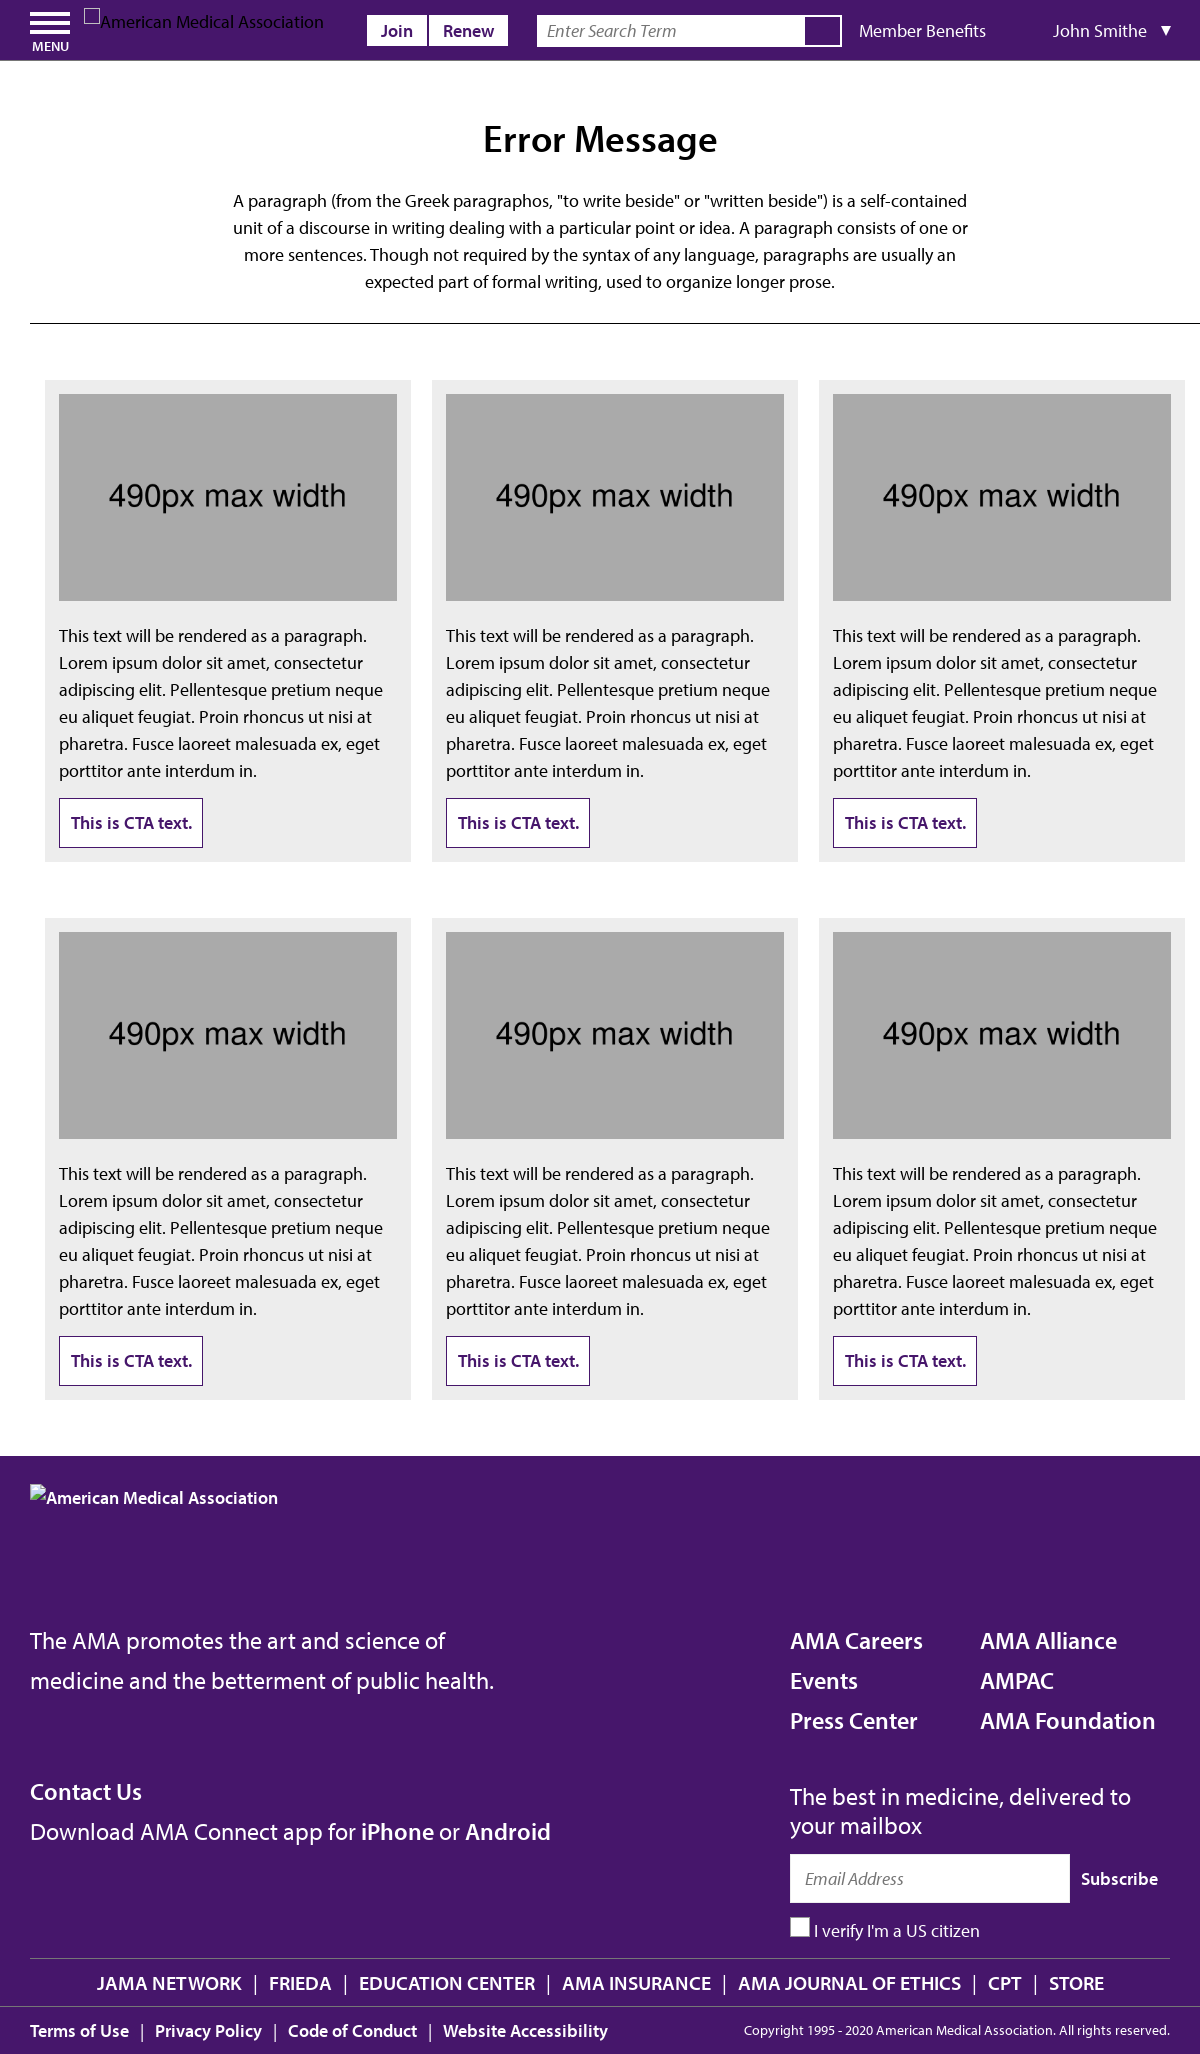 MENU
American Medical Association
Join
Renew
Enter Search Term
Member Benefits
John Smithe ▼
Error Message
A paragraph (from the Greek paragraphos, "to write beside" or "written beside") is a self-contained
unit of a discourse in writing dealing with a particular point or idea. A paragraph consists of one or
more sentences. Though not required by the syntax of any language, paragraphs are usually an
expected part of formal writing, used to organize longer prose.
490px max width
This text will be rendered as a paragraph.
Lorem ipsum dolor sit amet, consectetur
adipiscing elit. Pellentesque pretium neque
eu aliquet feugiat. Proin rhoncus ut nisi at
pharetra. Fusce laoreet malesuada ex, eget
porttitor ante interdum in.
This is CTA text.
490px max width
This text will be rendered as a paragraph.
Lorem ipsum dolor sit amet, consectetur
adipiscing elit. Pellentesque pretium neque
eu aliquet feugiat. Proin rhoncus ut nisi at
pharetra. Fusce laoreet malesuada ex, eget
porttitor ante interdum in.
This is CTA text.
490px max width
This text will be rendered as a paragraph.
Lorem ipsum dolor sit amet, consectetur
adipiscing elit. Pellentesque pretium neque
eu aliquet feugiat. Proin rhoncus ut nisi at
pharetra. Fusce laoreet malesuada ex, eget
porttitor ante interdum in.
This is CTA text.
490px max width
This text will be rendered as a paragraph.
Lorem ipsum dolor sit amet, consectetur
adipiscing elit. Pellentesque pretium neque
eu aliquet feugiat. Proin rhoncus ut nisi at
pharetra. Fusce laoreet malesuada ex, eget
porttitor ante interdum in.
This is CTA text.
490px max width
This text will be rendered as a paragraph.
Lorem ipsum dolor sit amet, consectetur
adipiscing elit. Pellentesque pretium neque
eu aliquet feugiat. Proin rhoncus ut nisi at
pharetra. Fusce laoreet malesuada ex, eget
porttitor ante interdum in.
This is CTA text.
490px max width
This text will be rendered as a paragraph.
Lorem ipsum dolor sit amet, consectetur
adipiscing elit. Pellentesque pretium neque
eu aliquet feugiat. Proin rhoncus ut nisi at
pharetra. Fusce laoreet malesuada ex, eget
porttitor ante interdum in.
This is CTA text.
American Medical Association
The AMA promotes the art and science of
medicine and the betterment of public health.
AMA Careers
Events
Press Center
AMA Alliance
AMPAC
AMA Foundation
Contact Us
Download AMA Connect app for iPhone or Android
The best in medicine, delivered to
your mailbox
Email Address
Subscribe
I verify I'm a US citizen
JAMA NETWORK | FRIEDA | EDUCATION CENTER | AMA INSURANCE | AMA JOURNAL OF ETHICS | CPT | STORE
Terms of Use | Privacy Policy | Code of Conduct | Website Accessibility
Copyright 1995 - 2020 American Medical Association. All rights reserved.